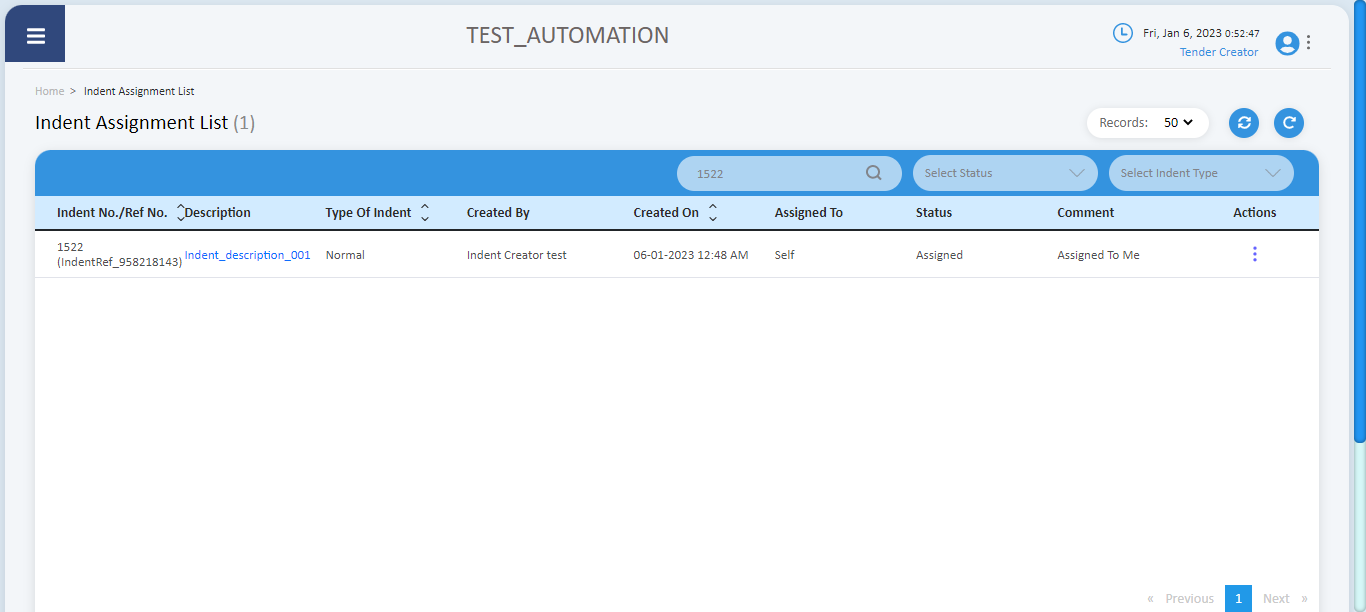 TEST_AUTOMATION
Fri, Jan 6, 2023 0:52:47
Tender Creator
Home > Indent Assignment List
Indent Assignment List (1)
Records: 50
1522
Select Status
Select Indent Type
Indent No./Ref No. Description Type Of Indent Created By Created On Assigned To Status Comment Actions
1522
(IndentRef_958218143) Indent_description_001 Normal Indent Creator test 06-01-2023 12:48 AM Self Assigned Assigned To Me
« Previous 1 Next »